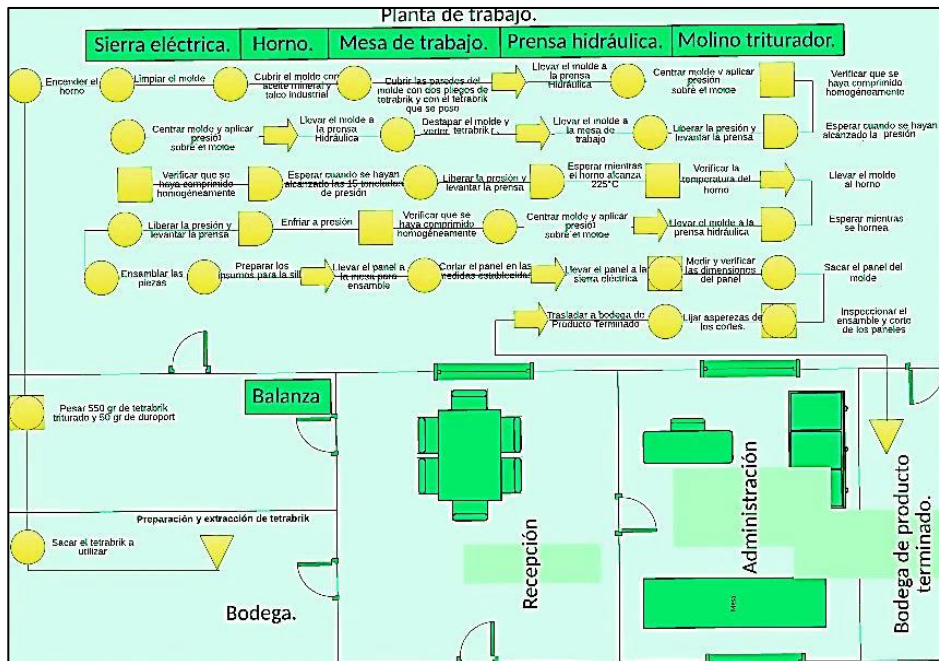 Planta de trabajo.
Sierra eléctrica.
Horno.
Mesa de trabajo.
Prensa hidráulica.
Molino triturador.
Encender el
horno
Limpiar el molde
Cubrir el molde con
aceite mineral y
talco industrial
Cubrir las paredes del
molde con dos pliegos de
tetabrik y con el tetabrik
que se peso
Llevar el molde a
la prensa
Hidráulica
Centrar molde y aplicar
presión
sobre el molde
Verificar que se
haya comprimido
homogéneamente
Centrar molde y aplicar
presión
sobre el molde
Llevar el molde a
la prensa
Hidráulica
Destapar el molde y
verter tetrabrik
Llevar el molde a
la mesa de
trabajo
Liberar la presión y
levantar la prensa
Esperar cuando se hayan
alcanzado la presión
Verificar que se
haya comprimido
homogéneamente
Esperar cuando se hayan
alcanzado las 15 toneladas
de presión
Liberar la presión y
levantar la prensa
Esperar mientras
el horno alcanza
225°C
Verificar la
temperatura del
horno
Llevar el molde
al horno
Liberar la presión y
levantar la prensa
Enfriar a presión
Verificar que se
haya comprimido
homogéneamente
Centrar molde y aplicar
presión
sobre el molde
Llevar el molde a la
prensa hidráulica
Esperar mientras
se hornea
Ensamblar las
piezas
Preparar los
insumos para la sill
Llevar el panel a
la mesa para
ensamble
Cortar el panel en las
medidas establecidas
Llevar el panel a la
sierra eléctrica
Medir y verificar
las dimensiones
del panel
Sacar el panel del
molde
Trasladar a bodega de
Producto Terminado
Lijar asperezas de
los cortes.
Inspeccionar el
ensamble y corte
de los paneles
Balanza
Pesar 550 gr de tetabrik
triturado y 50 gr de duroport
Preparación y extracción de tetrabrik
Sacar el tetrabrik a
utilizar
Bodega.
Recepción
Administración
Mesa
Bodega de producto
terminado.